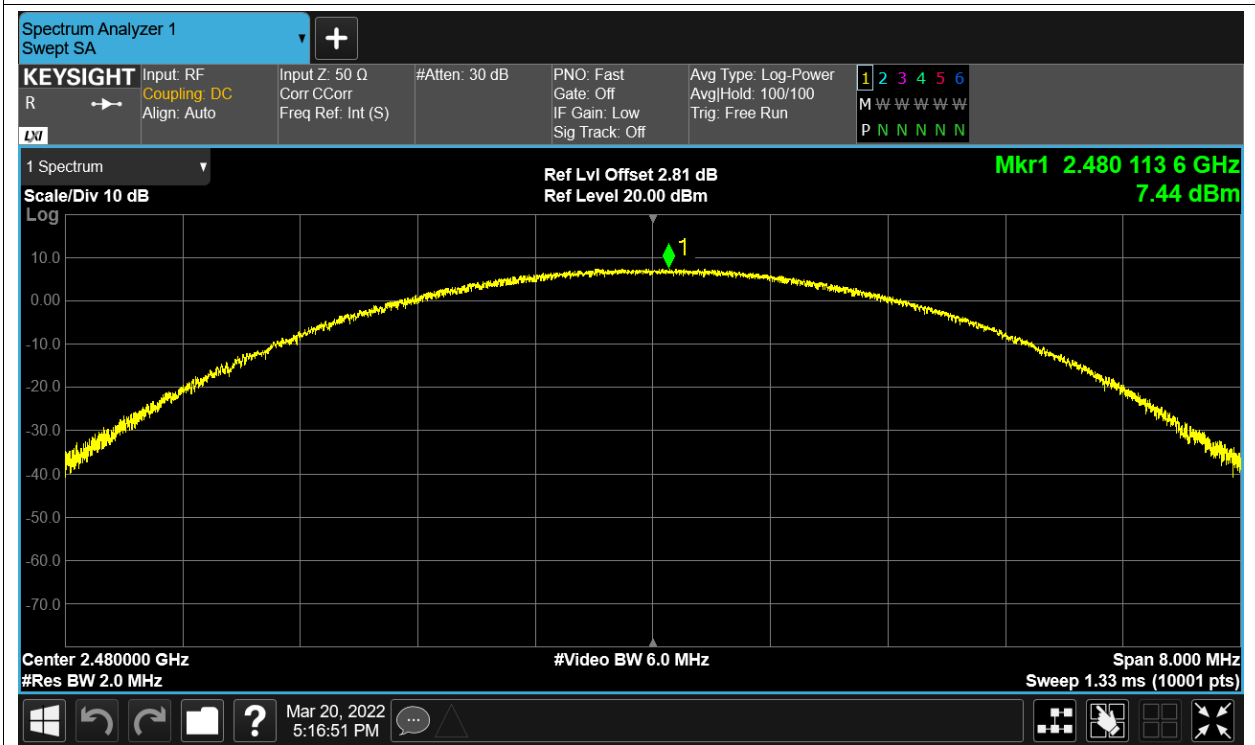 Spectrum Analyzer 1
Swept SA
KEYSIGHT
R
LXI
Input: RF
Coupling: DC
Align: Auto
Input Z: 50 Ω
Corr CCorr
Freq Ref: Int (S)
#Atten: 30 dB
PNO: Fast
Gate: Off
IF Gain: Low
Sig Track: Off
Avg Type: Log-Power
Avg|Hold: 100/100
Trig: Free Run
1 2 3 4 5 6
M W W W W W
P N N N N N
1 Spectrum
Scale/Div 10 dB
Log
Ref Lvl Offset 2.81 dB
Ref Level 20.00 dBm
Mkr1 2.480 113 6 GHz
7.44 dBm
1
10.0
0.00
-10.0
-20.0
-30.0
-40.0
-50.0
-60.0
-70.0
Center 2.480000 GHz
#Video BW 6.0 MHz
Span 8.000 MHz
#Res BW 2.0 MHz
Sweep 1.33 ms (10001 pts)
?
Mar 20, 2022
5:16:51 PM